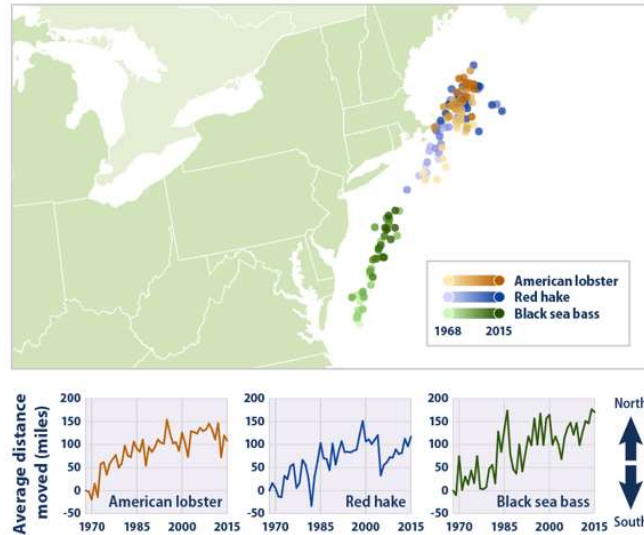 American lobster
Red hake
Black sea bass
1968 2015
Average distance
moved (miles)
200
150
100
50
0
-50
1970 1985 2000 2015
American lobster
200
150
100
50
0
-50
1970 1985 2000 2015
Red hake
200
150
100
50
0
-50
1970 1985 2000 2015
Black sea bass
North
South